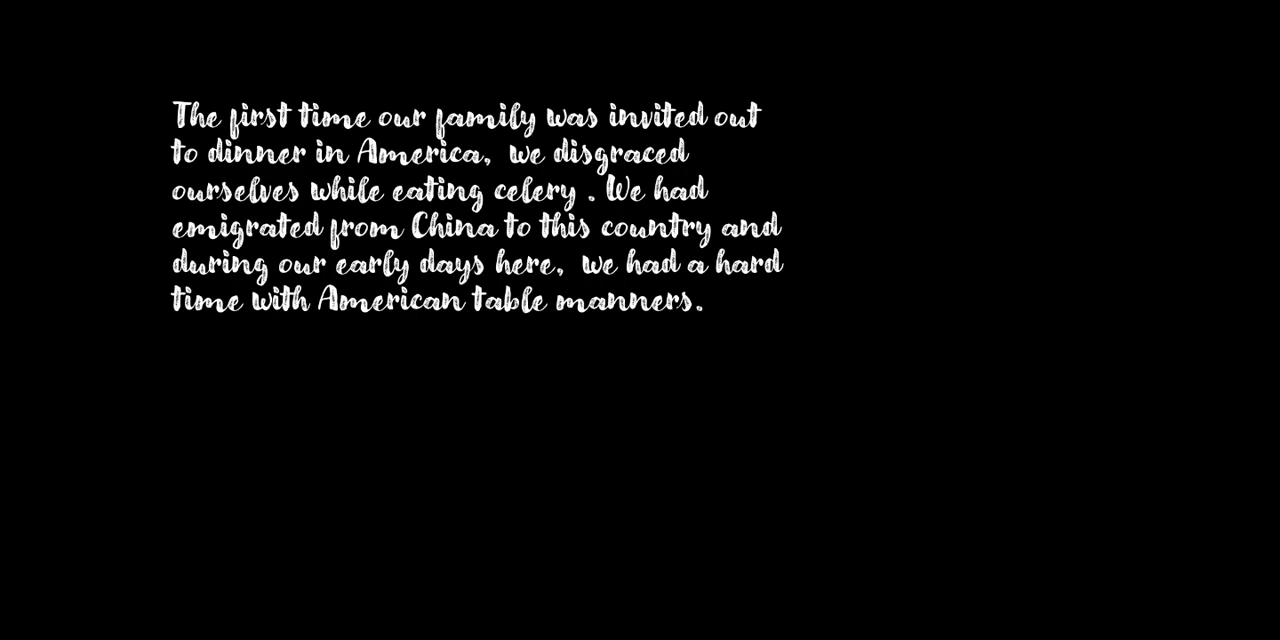 The first time our family was invited out
to dinner in America,  we disgraced
ourselves while eating celery . We had
emigrated from China to this country and
during our early days here,  we had a hard
time with American table manners.